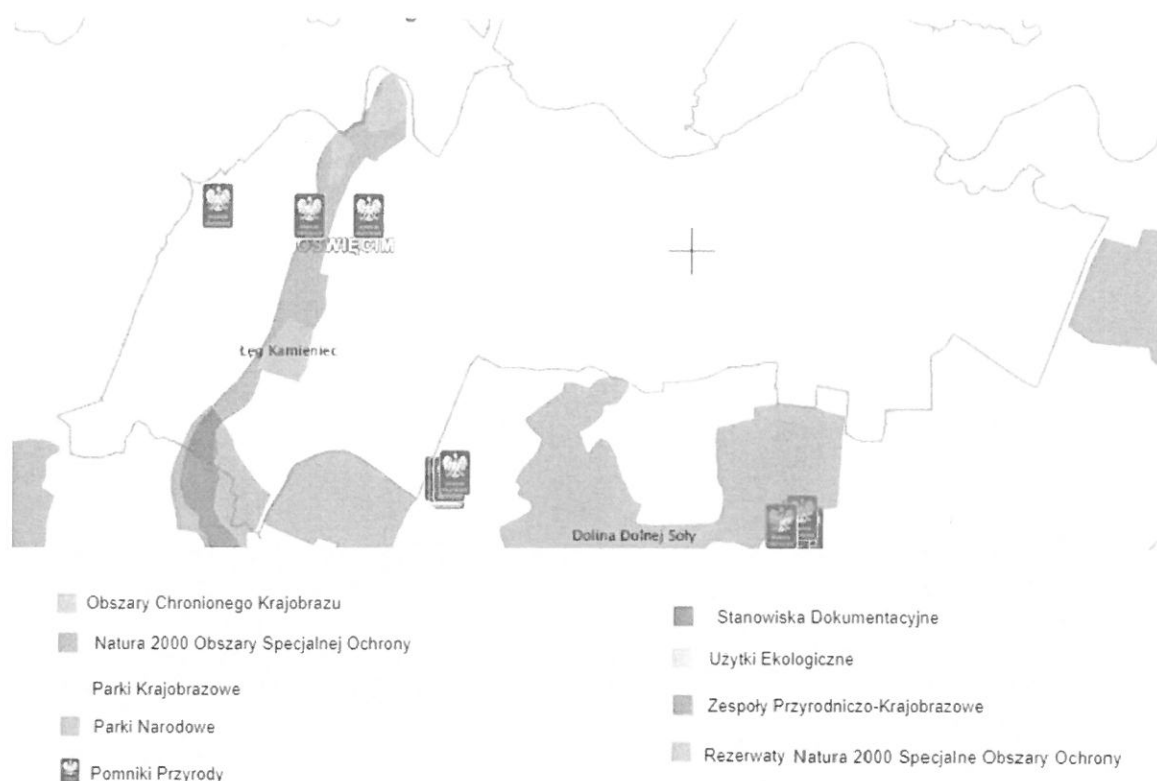 OŚWIĘCIM
Łęg Kamieniec
Dolina Dolnej Soły
Obszary Chronionego Krajobrazu
Natura 2000 Obszary Specjalnej Ochrony
Parki Krajobrazowe
Parki Narodowe
Pomniki Przyrody
Stanowiska Dokumentacyjne
Użytki Ekologiczne
Zespoły Przyrodniczo-Krajobrazowe
Rezerwaty Natura 2000 Specjalne Obszary Ochrony